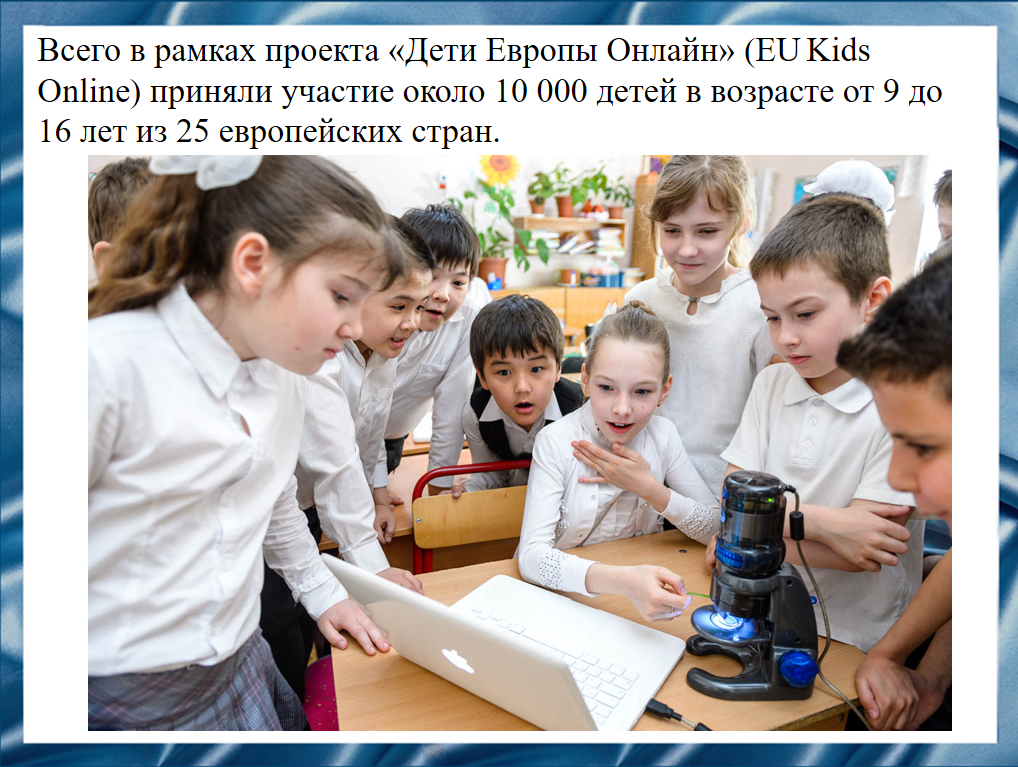 Всего в рамках проекта «Дети Европы Онлайн» (EU Kids
Online) приняли участие около 10 000 детей в возрасте от 9 до
16 лет из 25 европейских стран.